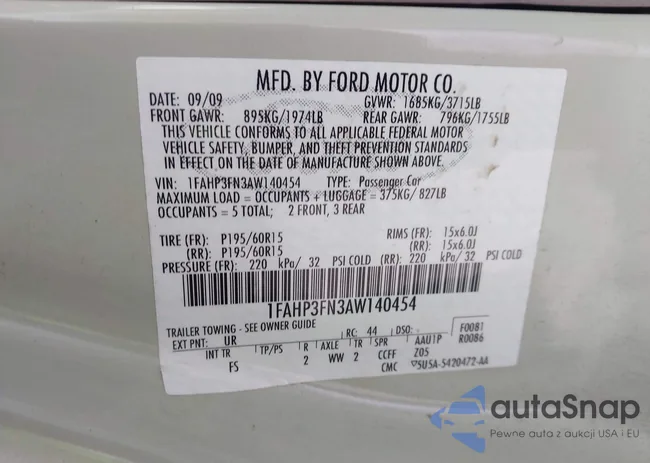 MFD. BY FORD MOTOR CO.
DATE: 09/09 GVWR: 1685KG/3715LB
FRONT GAWR: 895KG/1974LB REAR GAWR: 796KG/1755LB
THIS VEHICLE CONFORMS TO ALL APPLICABLE FEDERAL MOTOR
VEHICLE SAFETY, BUMPER, AND THEFT PREVENTION STANDARDS
IN EFFECT ON THE DATE OF MANUFACTURE SHOWN ABOVE.
VIN: 1FAHP3FN3AW140454 TYPE: Passenger Car
MAXIMUM LOAD = OCCUPANTS + LUGGAGE = 375KG/ 827LB
OCCUPANTS = 5 TOTAL; 2 FRONT, 3 REAR
TIRE (FR): P195/60R15 RIMS (FR): 15x6.0J
(RR): P195/60R15 (RR): 15x6.0J
PRESSURE (FR): 220 kPa/ 32 PSI COLD (RR): 220 kPa/ 32 PSI COLD
1FAHP3FN3AW140454
TRAILER TOWING - SEE OWNER GUIDE
EXT PNT: UR RC: 44 DSO: F0081
R0086
INT TR TP/PS R AXLE TR SPR AAU1P
FS 2 WW 2 CCFF Z05
CMC ▽5U5A-5420472-AA
autaSnap
Pewne auta z aukcji USA i EU